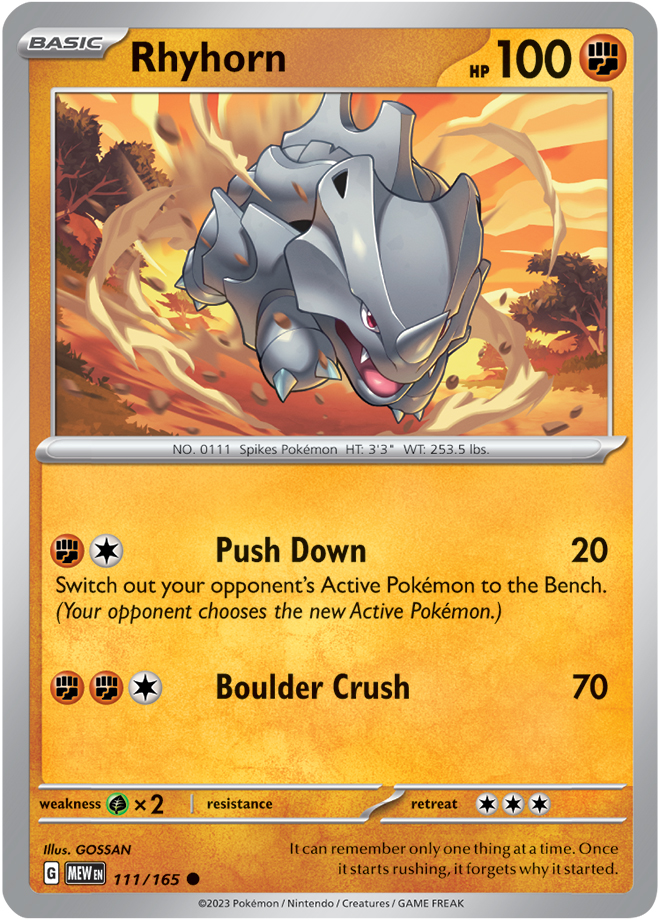 BASIC Rhyhorn HP 100
NO. 0111 Spikes Pokémon HT: 3'3" WT: 253.5 lbs.
Push Down 20
Switch out your opponent's Active Pokémon to the Bench.
(Your opponent chooses the new Active Pokémon.)
Boulder Crush 70
weakness ×2 resistance retreat
Illus. GOSSAN
It can remember only one thing at a time. Once
it starts rushing, it forgets why it started.
G MEW EN 111/165
©2023 Pokémon / Nintendo / Creatures / GAME FREAK